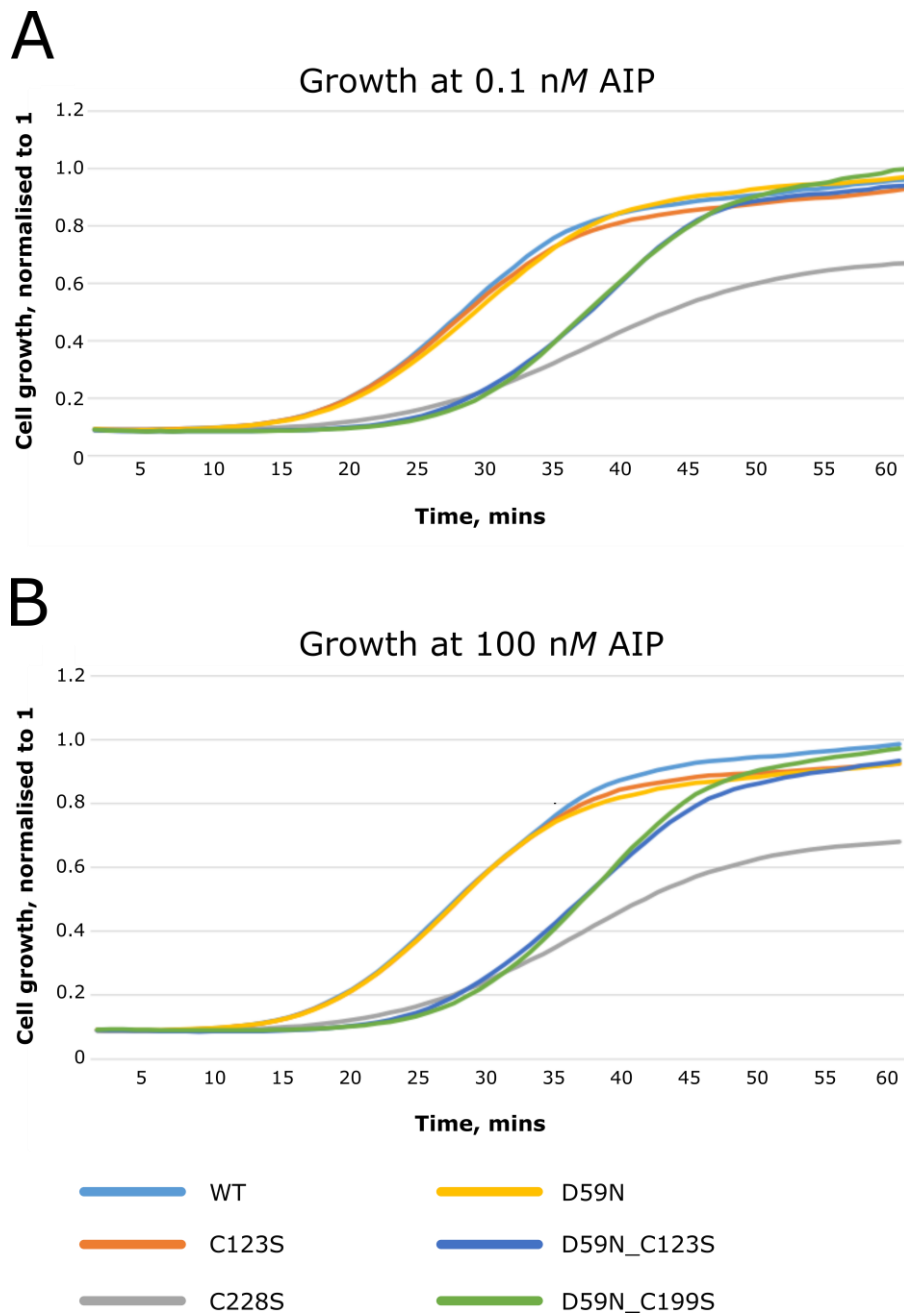 A
Growth at 0.1 nM AIP
Cell growth, normalised to 1
1.2
1.0
0.8
0.6
0.4
0.2
0
5 10 15 20 25 30 35 40 45 50 55 60
Time, mins
B
Growth at 100 nM AIP
Cell growth, normalised to 1
1.2
1.0
0.8
0.6
0.4
0.2
0
5 10 15 20 25 30 35 40 45 50 55 60
Time, mins
WT D59N
C123S D59N_C123S
C228S D59N_C199S